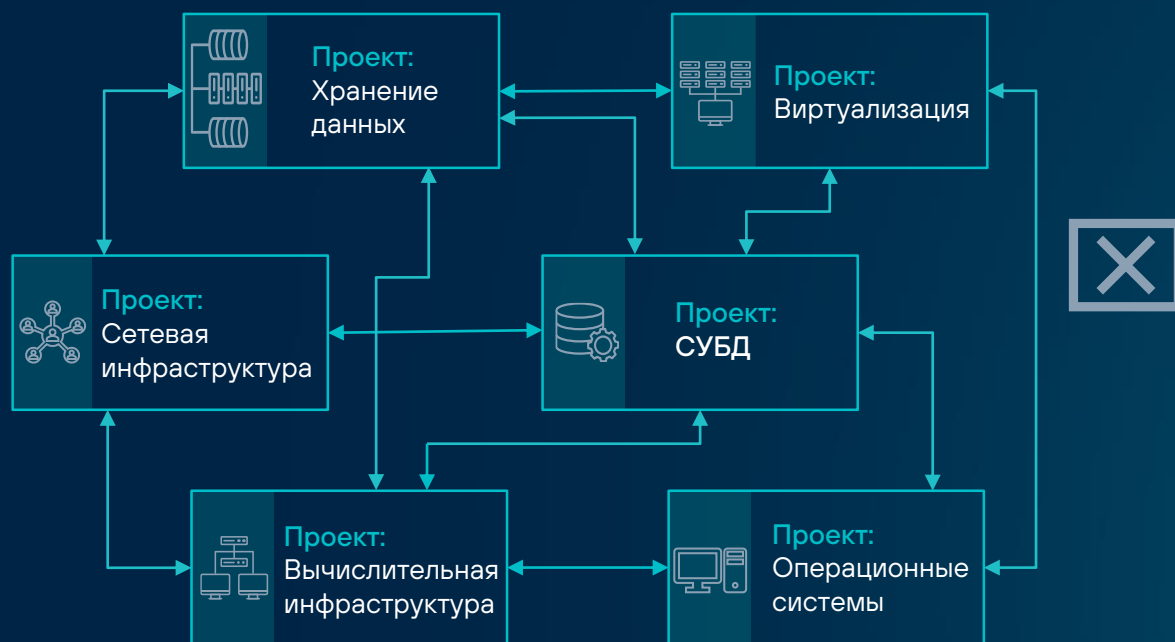 Проект:
Хранение
данных
Проект:
Виртуализация
Проект:
Сетевая
инфраструктура
Проект:
СУБД
Проект:
Вычислительная
инфраструктура
Проект:
Операционные
системы